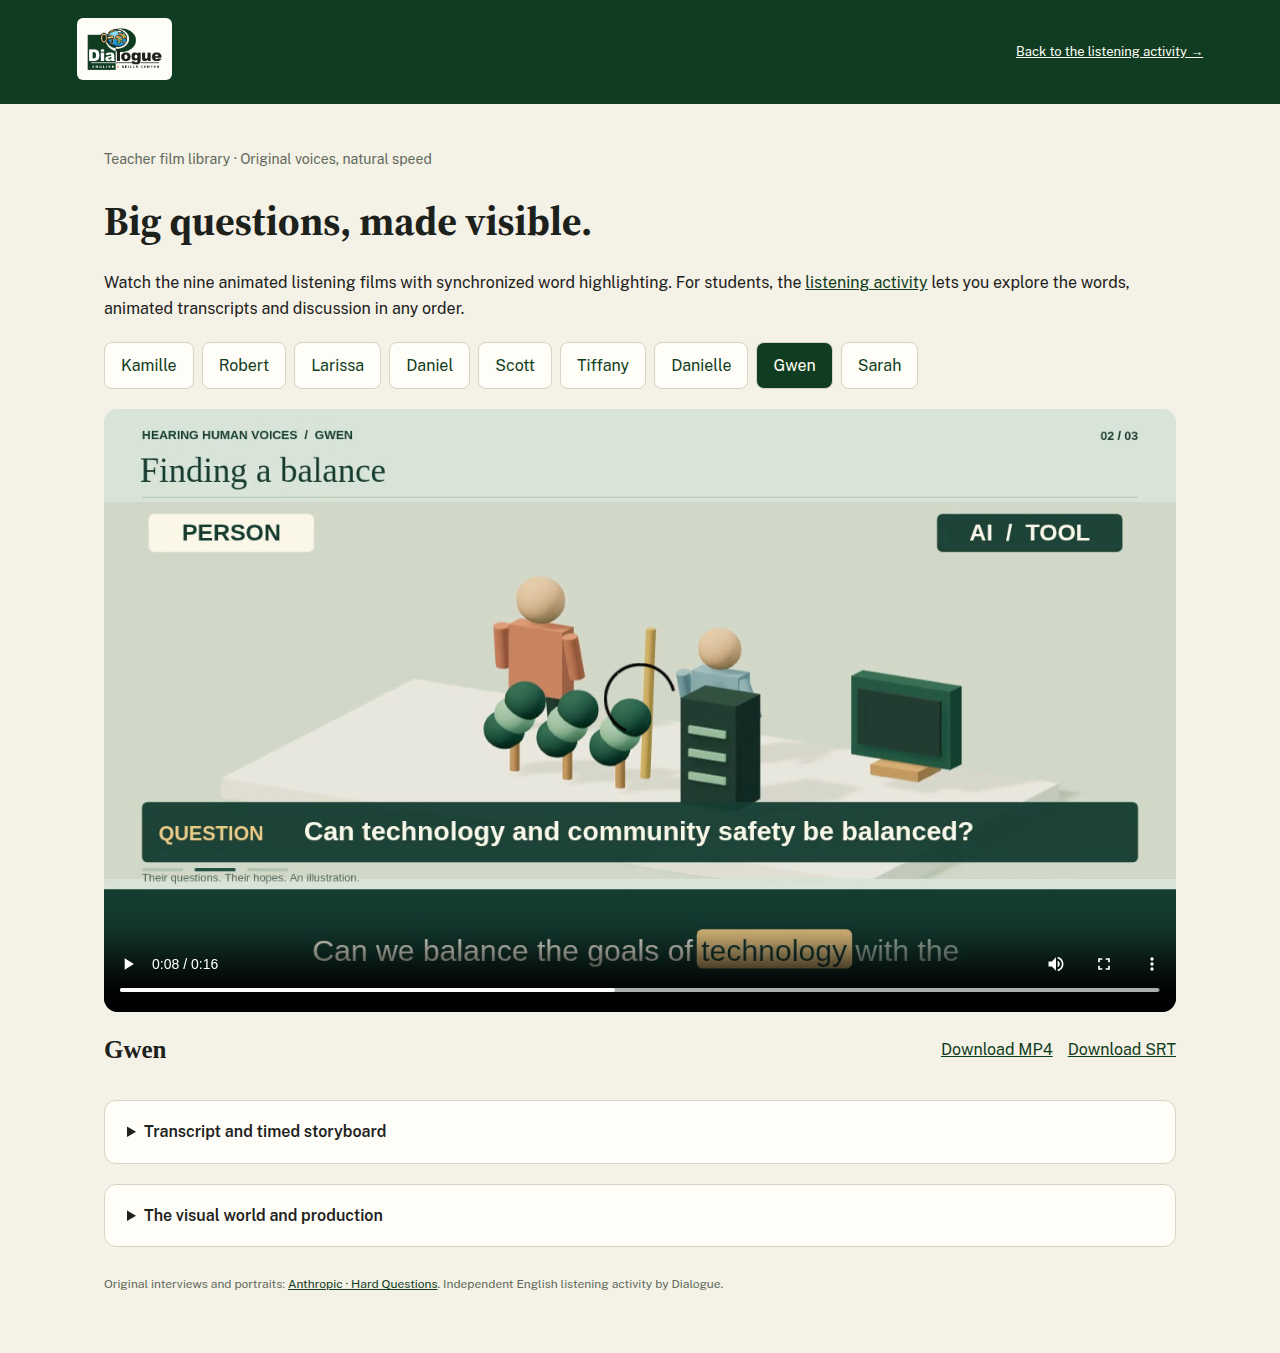 Dialogue
ENGLISH SKILLS CENTER
Back to the listening activity →
Teacher film library · Original voices, natural speed
Big questions, made visible.
Watch the nine animated listening films with synchronized word highlighting. For students, the listening activity lets you explore the words,
animated transcripts and discussion in any order.
Kamille
Robert
Larissa
Daniel
Scott
Tiffany
Danielle
Gwen
Sarah
HEARING HUMAN VOICES / GWEN
02 / 03
Finding a balance
PERSON
AI / TOOL
QUESTION Can technology and community safety be balanced?
Their questions. Their hopes. An illustration.
Can we balance the goals of technology with the
0:08 / 0:16
Gwen
Download MP4
Download SRT
Transcript and timed storyboard
The visual world and production
Original interviews and portraits: Anthropic · Hard Questions. Independent English listening activity by Dialogue.